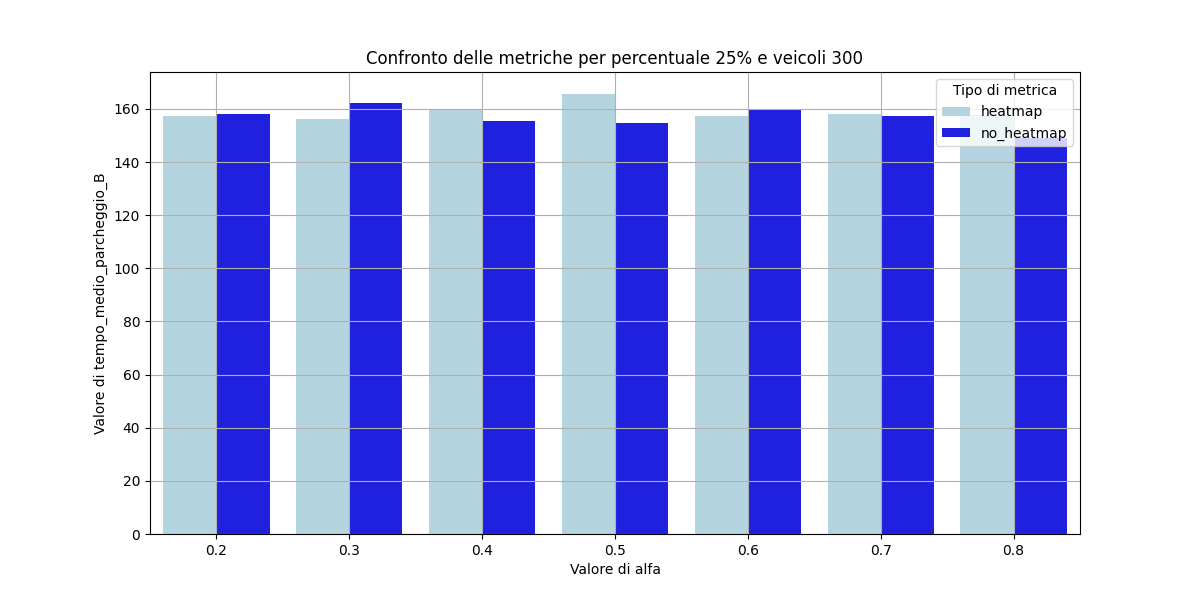 Confronto delle metriche per percentuale 25% e veicoli 300
Valore di tempo_medio_parcheggio_B
160
140
120
100
80
60
40
20
0
Tipo di metrica
heatmap
no_heatmap
0.2 0.3 0.4 0.5 0.6 0.7 0.8
Valore di alfa